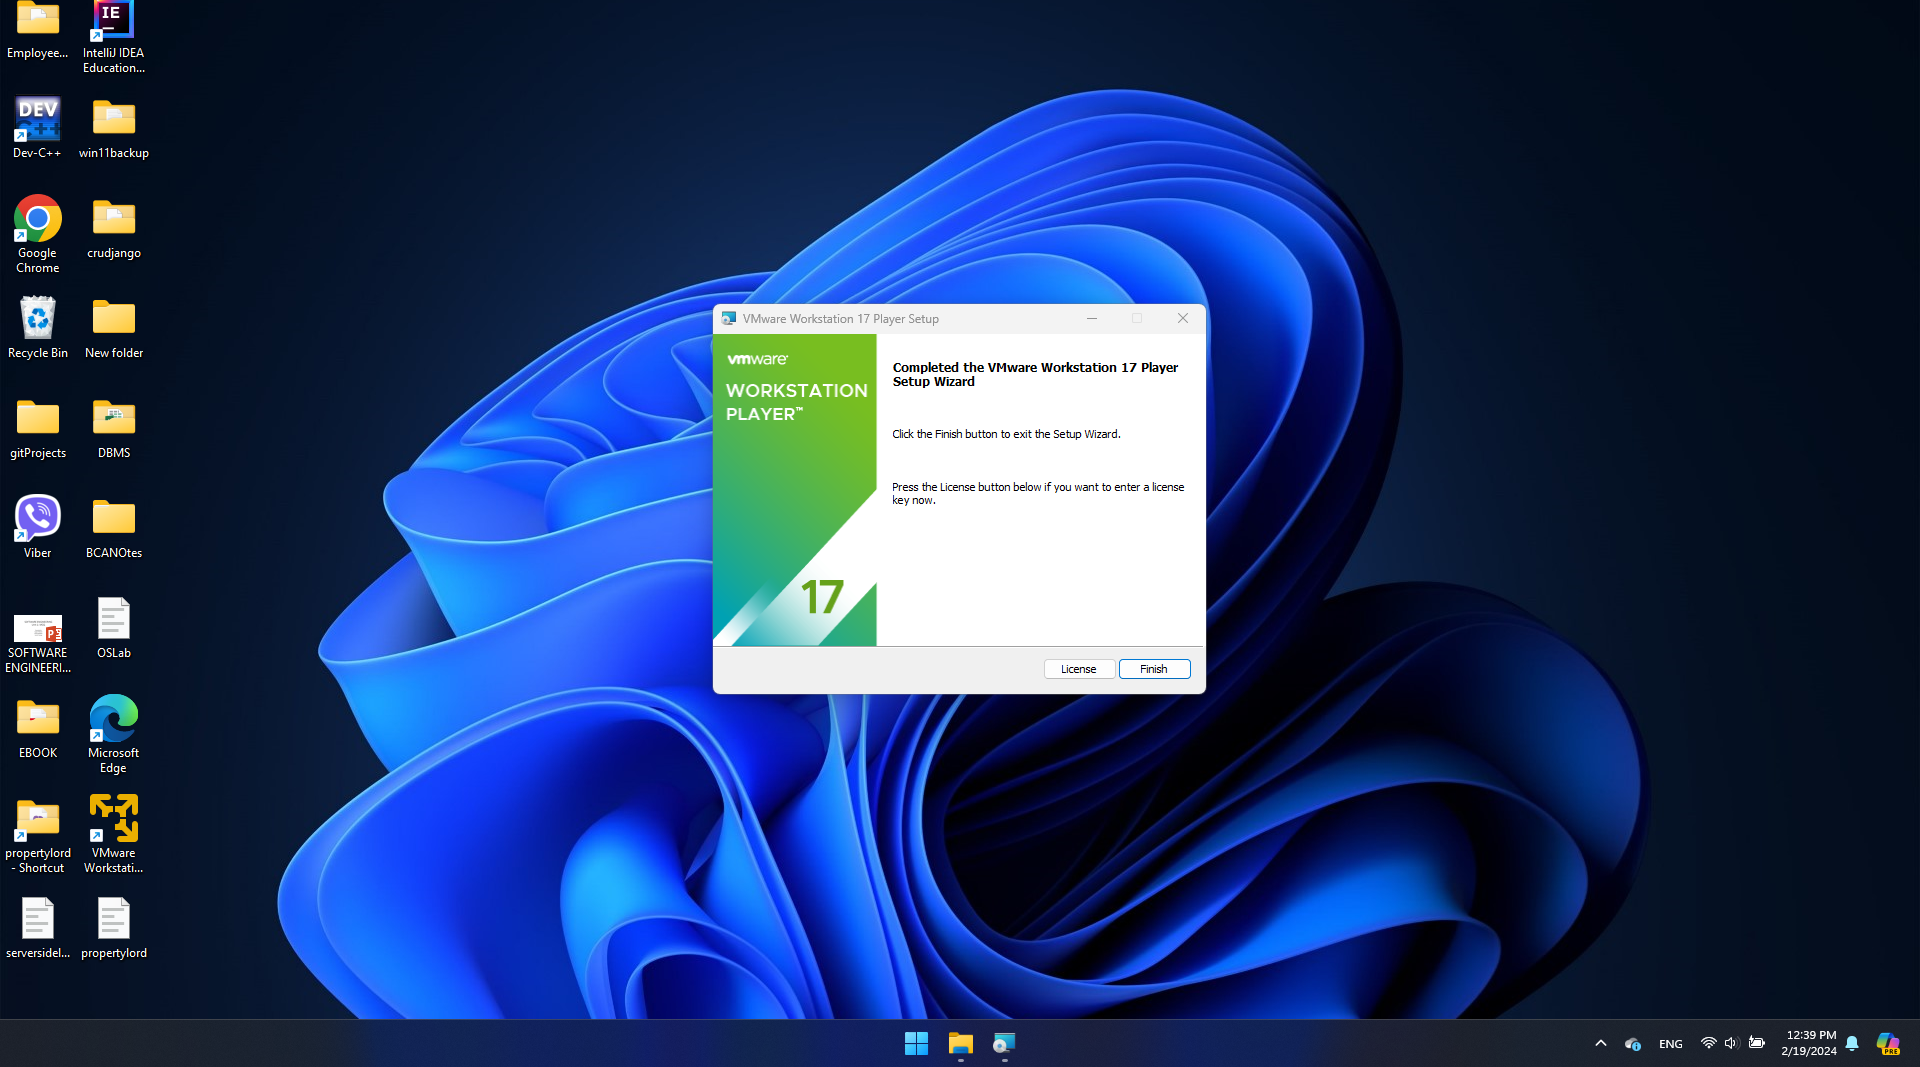 Employee...
IE
IntelliJ IDEA
Education...
DEV
C++
Dev-C++
win11backup
Google
Chrome
crudjango
Recycle Bin
New folder
gitProjects
DBMS
Viber
BCANOtes
SOFTWARE
ENGINEERI...
OSLab
EBOOK
Microsoft
Edge
propertylord
- Shortcut
VMware
Workstati...
serversidel...
propertylord
VMware Workstation 17 Player Setup
vmware
WORKSTATION
PLAYER™
17
Completed the VMware Workstation 17 Player
Setup Wizard
Click the Finish button to exit the Setup Wizard.
Press the License button below if you want to enter a license
key now.
License
Finish
ENG
12:39 PM
2/19/2024
PRE